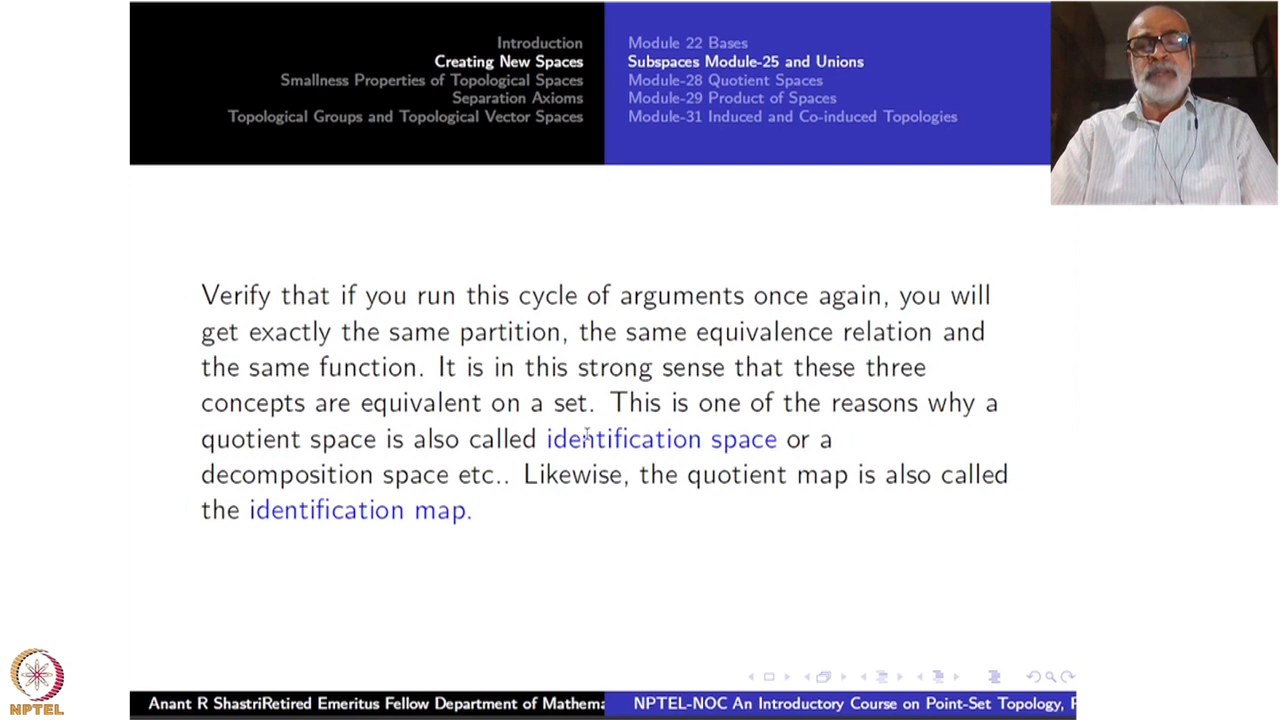 Introduction
Creating New Spaces
Smallness Properties of Topological Spaces
Separation Axioms
Topological Groups and Topological Vector Spaces
Module 22 Bases
Subspaces Module-25 and Unions
Module-28 Quotient Spaces
Module-29 Product of Spaces
Module-31 Induced and Co-induced Topologies
Verify that if you run this cycle of arguments once again, you will
get exactly the same partition, the same equivalence relation and
the same function. It is in this strong sense that these three
concepts are equivalent on a set. This is one of the reasons why a
quotient space is also called identification space or a
decomposition space etc.. Likewise, the quotient map is also called
the identification map.
NPTEL
Anant R ShastriRetired Emeritus Fellow Department of Mathema
NPTEL-NOC An Introductory Course on Point-Set Topology, P